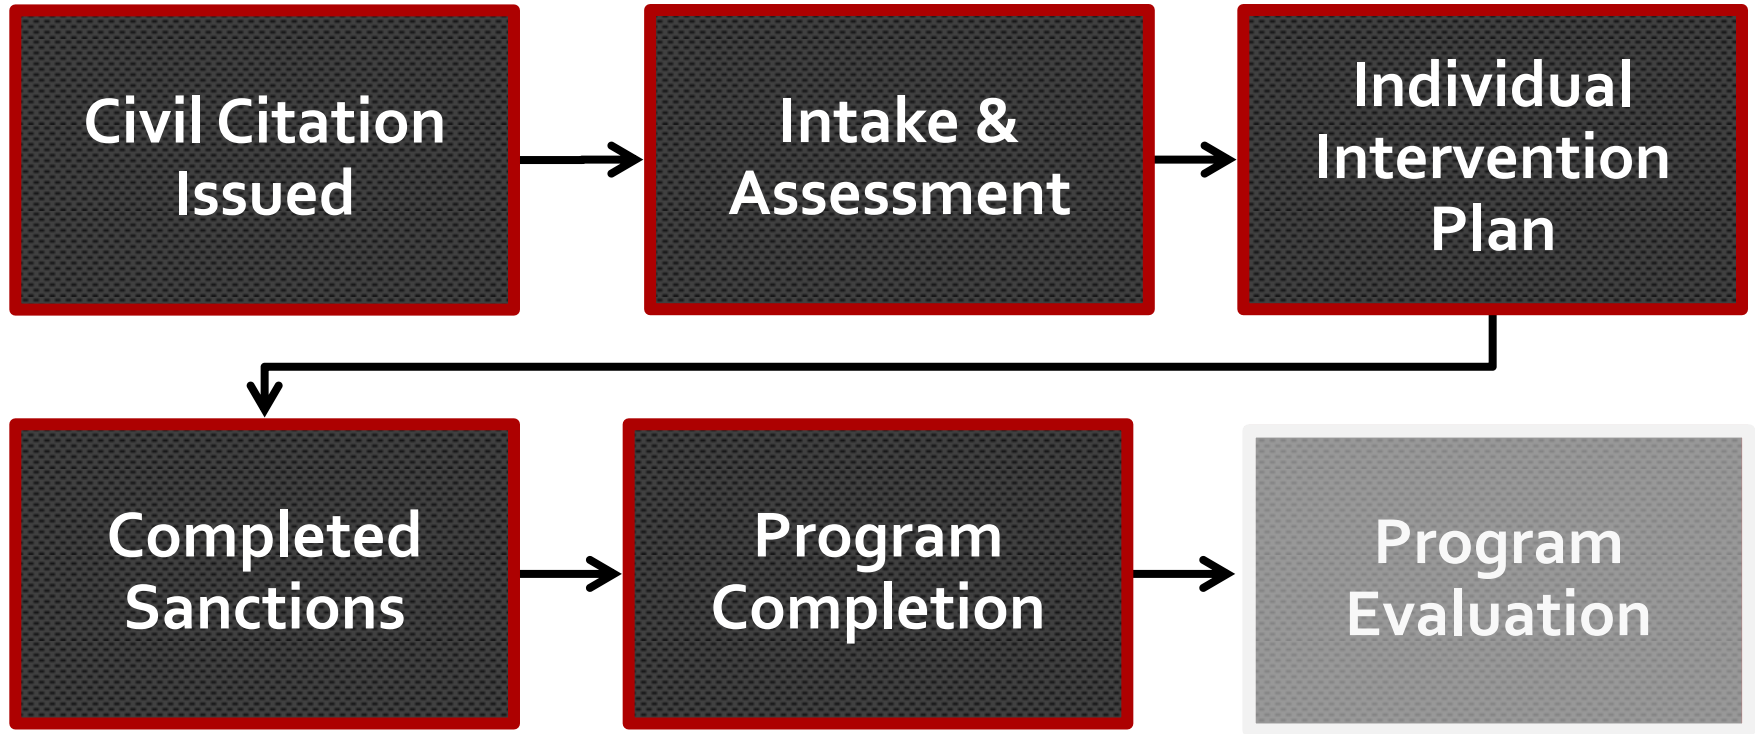 Civil Citation
Issued
Intake &
Assessment
Individual
Intervention
Plan
Completed
Sanctions
Program
Completion
Program
Evaluation